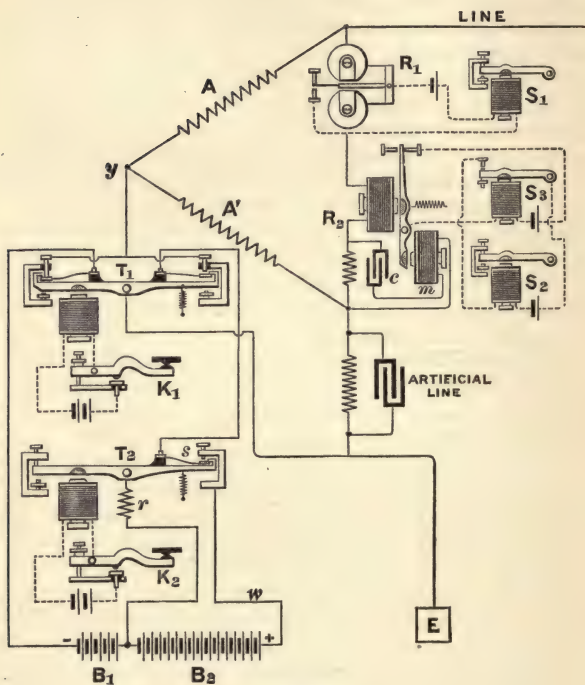 LINE
A
R1
S1
y
A'
R2
S3
T1
c
m
S2
K1
ARTIFICIAL
LINE
T2
s
r
K2
w
-
+
B1
B2
E